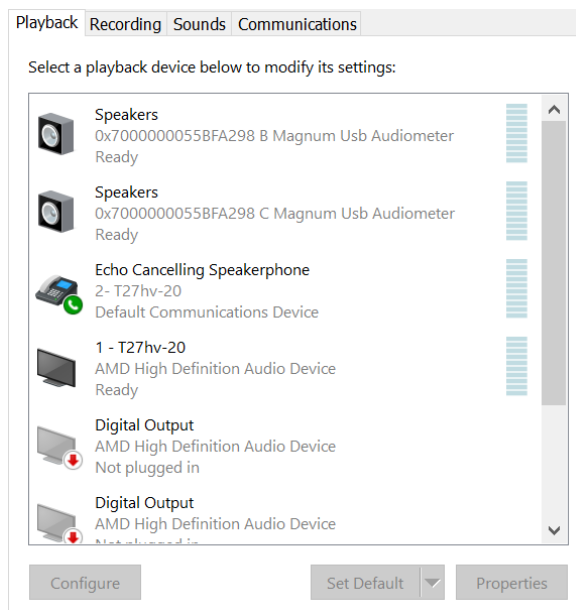 Playback
Recording
Sounds
Communications
Select a playback device below to modify its settings:
Speakers
0x7000000055BFA298 B Magnum Usb Audiometer
Ready
Speakers
0x7000000055BFA298 C Magnum Usb Audiometer
Ready
Echo Cancelling Speakerphone
2- T27hv-20
Default Communications Device
1 - T27hv-20
AMD High Definition Audio Device
Ready
Digital Output
AMD High Definition Audio Device
Not plugged in
Digital Output
AMD High Definition Audio Device
Configure
Set Default
Properties